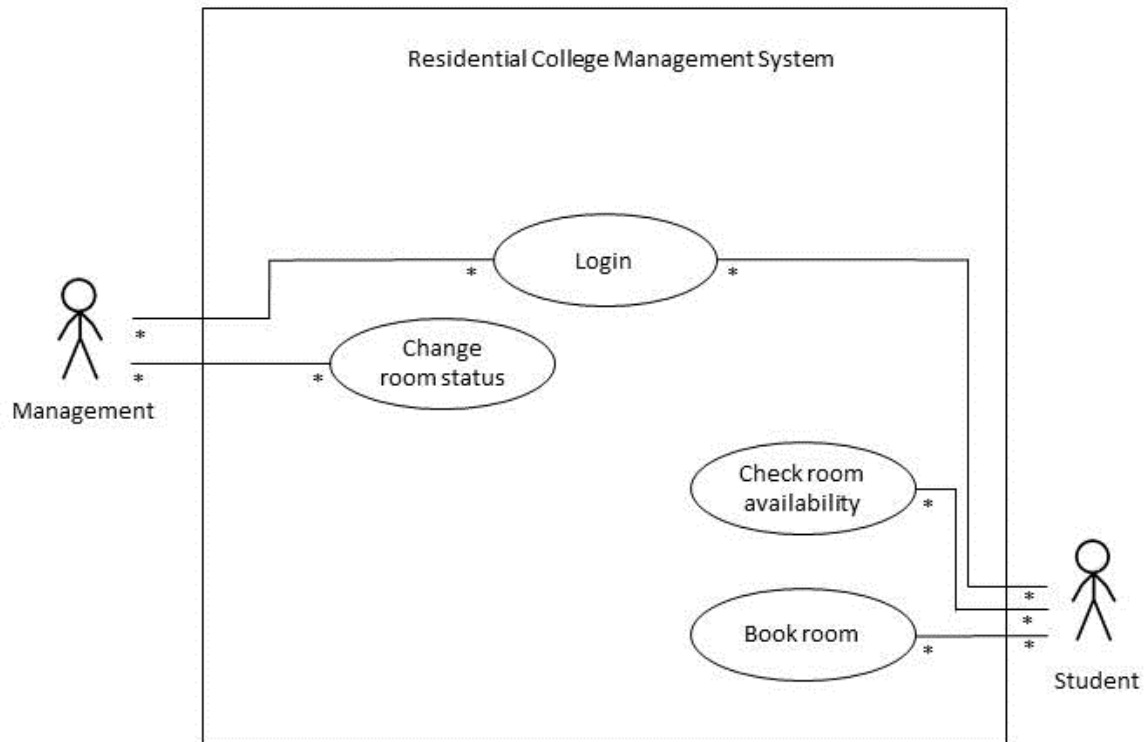 Residential College Management System
Login
*
*
*
*
*
Change
room status
Management
Check room
availability
*
*
*
Book room
*
*
Student